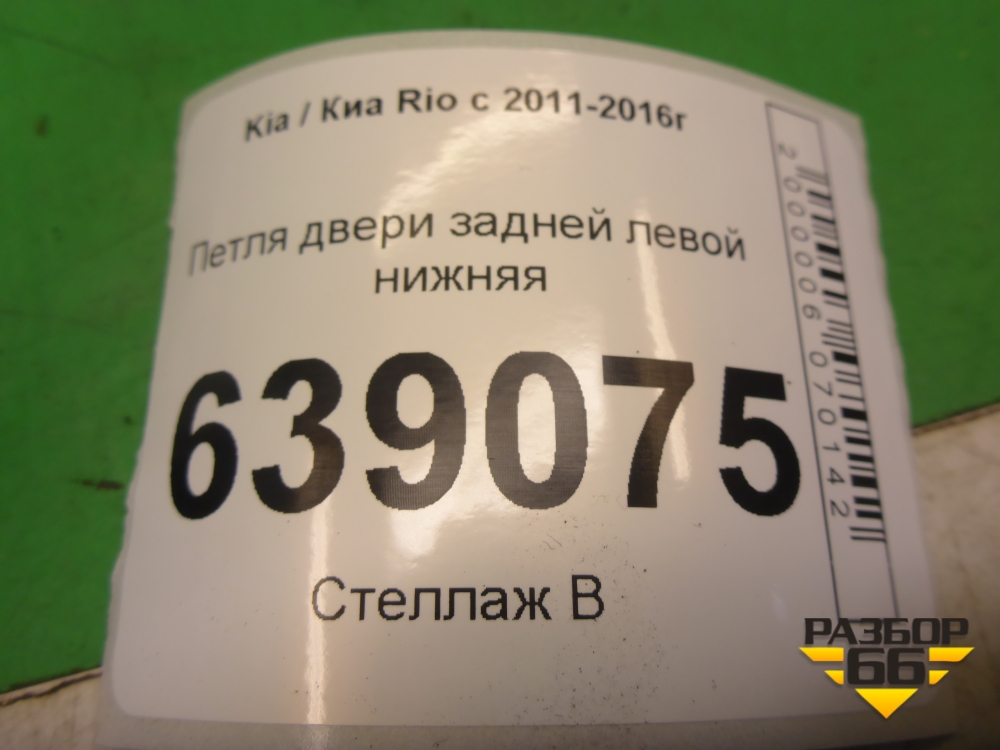 Kia / Киа Rio с 2011-2016г
Петля двери задней левой
нижняя
639075
Стеллаж В
2000006070142
РАЗБОР
66